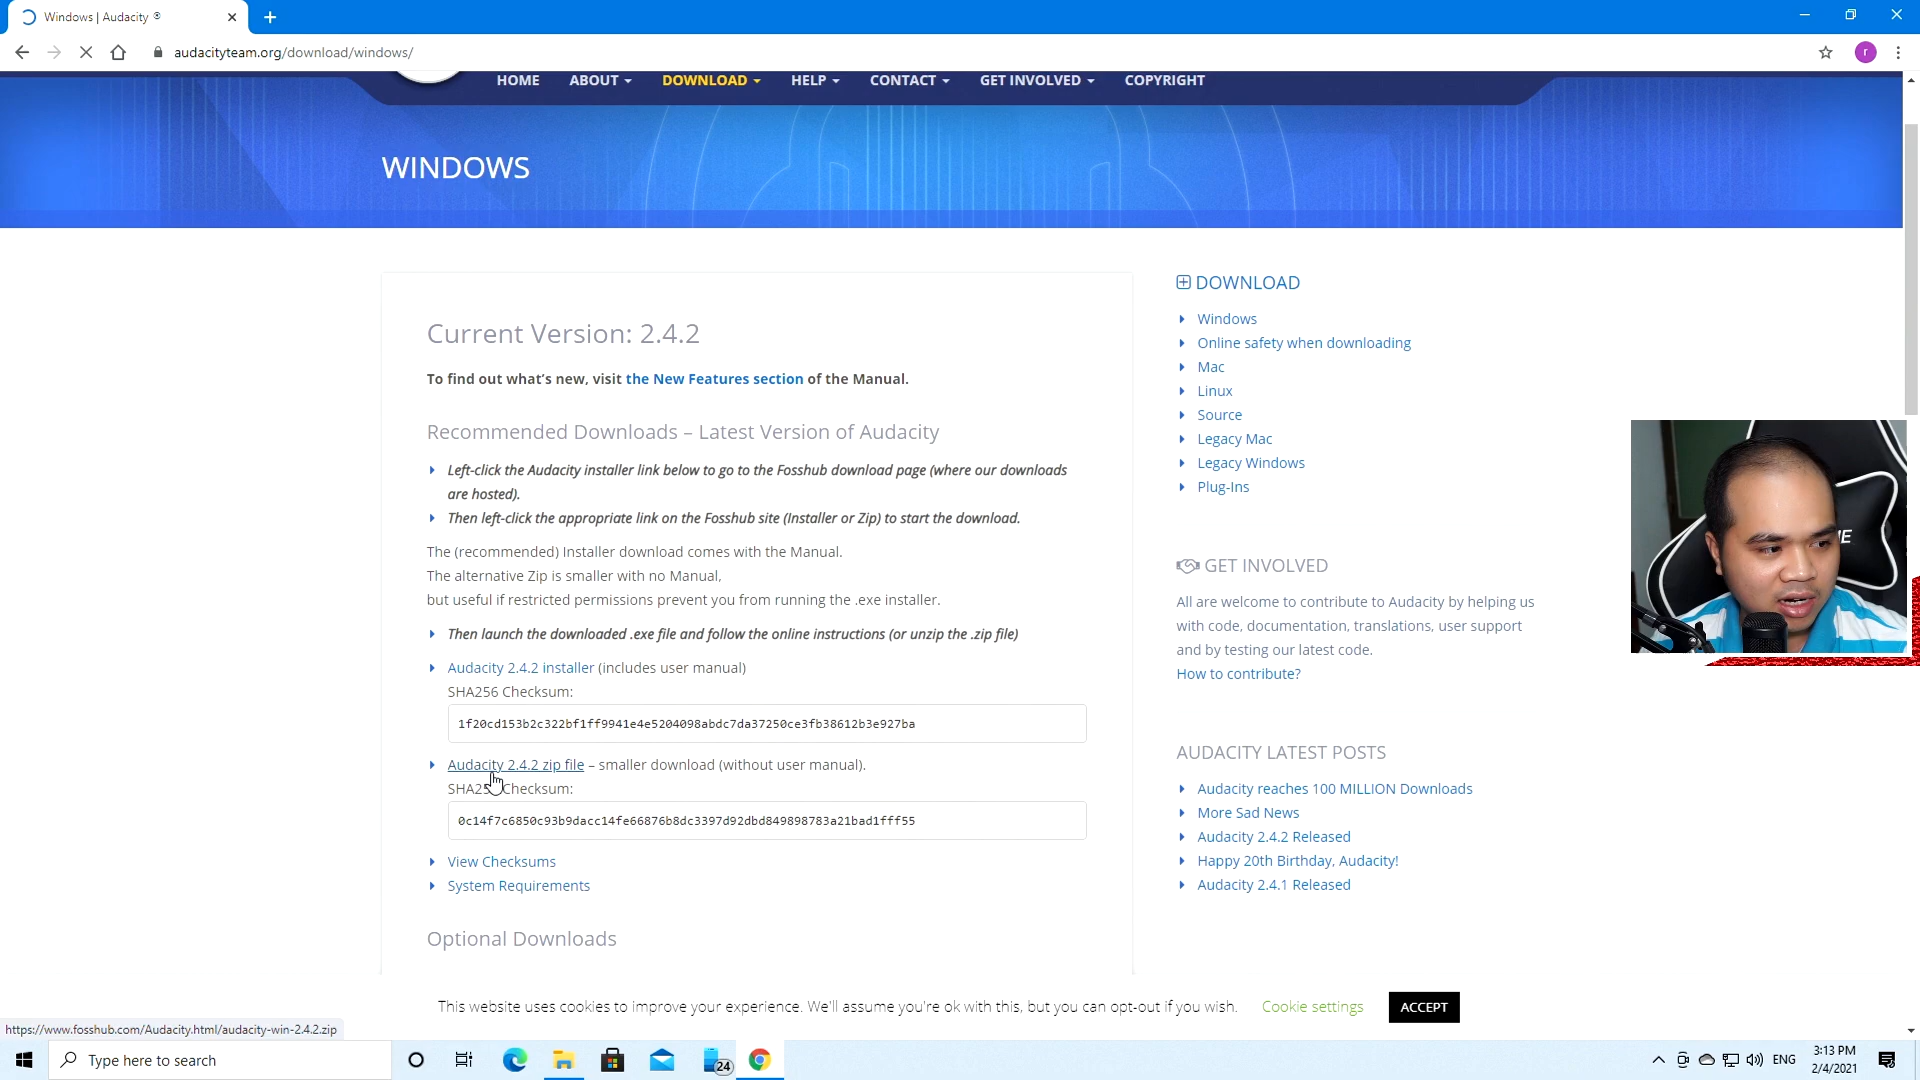 Windows | Audacity ®
audacityteam.org/download/windows/
r
HOME ABOUT DOWNLOAD HELP CONTACT GET INVOLVED COPYRIGHT
WINDOWS
Current Version: 2.4.2
To find out what's new, visit the New Features section of the Manual.
Recommended Downloads – Latest Version of Audacity
Left-click the Audacity installer link below to go to the Fosshub download page (where our downloads
are hosted).
Then left-click the appropriate link on the Fosshub site (Installer or Zip) to start the download.
The (recommended) Installer download comes with the Manual.
The alternative Zip is smaller with no Manual,
but useful if restricted permissions prevent you from running the .exe installer.
Then launch the downloaded .exe file and follow the online instructions (or unzip the .zip file)
Audacity 2.4.2 installer (includes user manual)
SHA256 Checksum:
1f20cd153b2c322bf1ff9941e4e5204098abdc7da37250ce3fb38612b3e927ba
Audacity 2.4.2 zip file – smaller download (without user manual).
Checksum:
0c14f7c6850c93b9dacc14fe66876b8dc3397d92dbd849898783a21bad1fff55
View Checksums
System Requirements
Optional Downloads
DOWNLOAD
Windows
Online safety when downloading
Mac
Linux
Source
Legacy Mac
Legacy Windows
Plug-Ins
GET INVOLVED
All are welcome to contribute to Audacity by helping us
with code, documentation, translations, user support
and by testing our latest code.
How to contribute?
AUDACITY LATEST POSTS
Audacity reaches 100 MILLION Downloads
More Sad News
Audacity 2.4.2 Released
Happy 20th Birthday, Audacity!
Audacity 2.4.1 Released
This website uses cookies to improve your experience. We'll assume you're ok with this, but you can opt-out if you wish. Cookie settings ACCEPT
https://www.fosshub.com/Audacity.html/audacity-win-2.4.2.zip
Type here to search
24
ENG
3:13 PM
2/4/2021